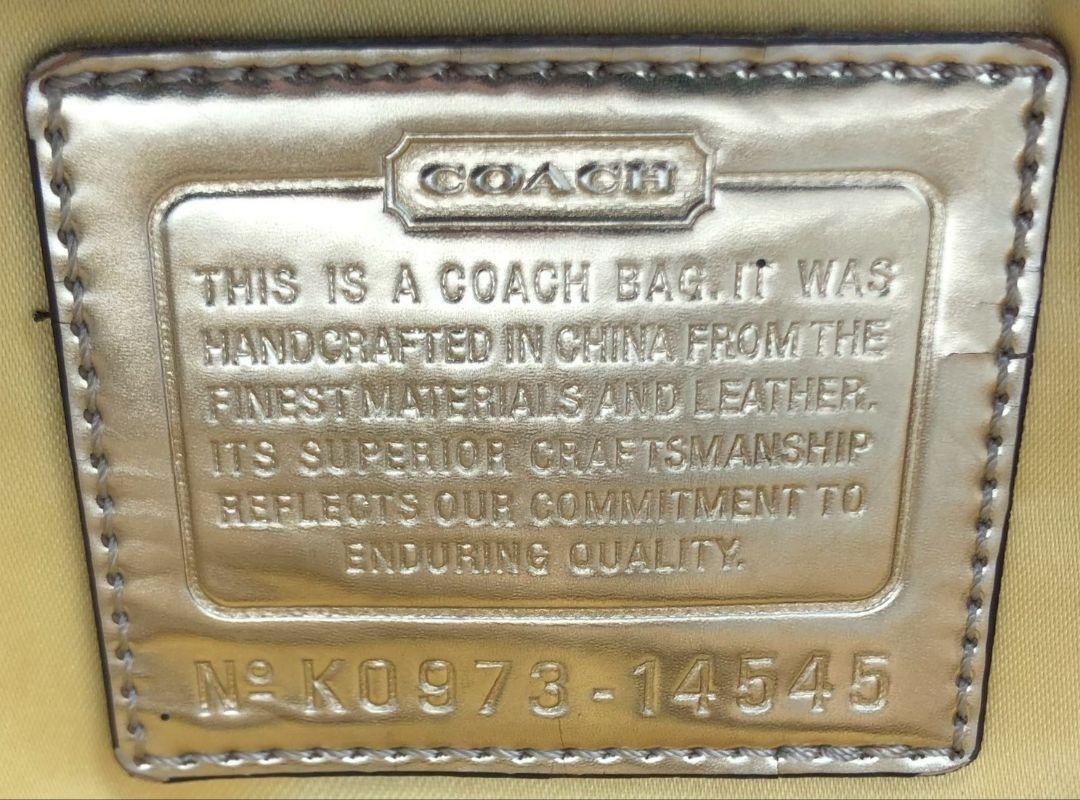 COACH
THIS IS A COACH BAG. IT WAS
HANDCRAFTED IN CHINA FROM THE
FINEST MATERIALS AND LEATHER.
ITS SUPERIOR CRAFTSMANSHIP
REFLECTS OUR COMMITMENT TO
ENDURING QUALITY.
Nº K0973-14545